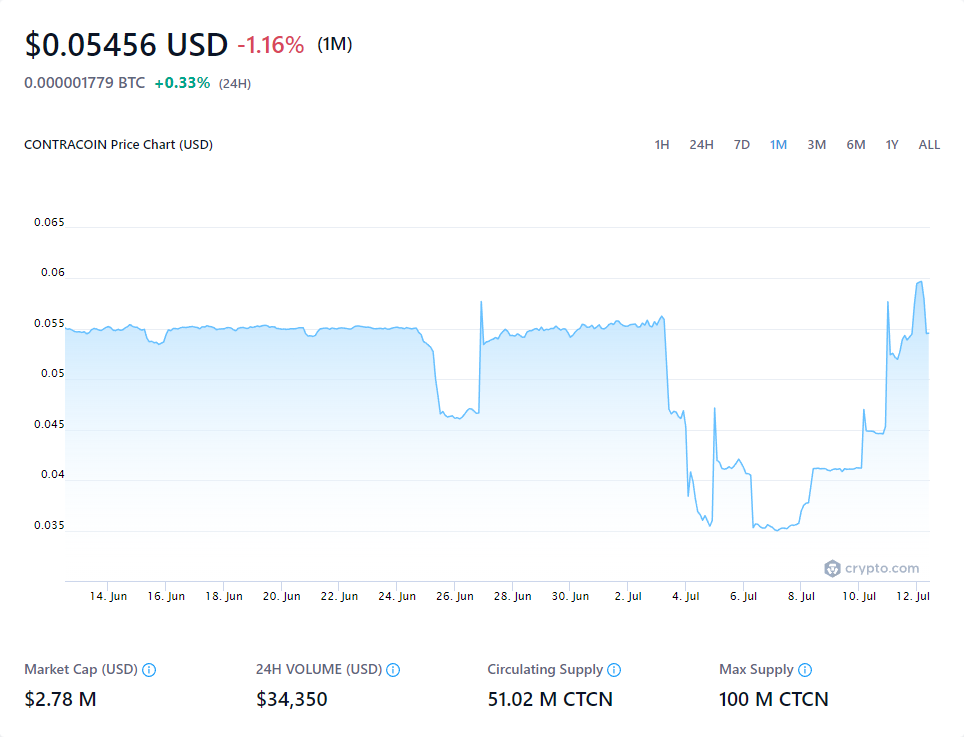 $0.05456 USD -1.16% (1M)
0.000001779 BTC +0.33% (24H)
CONTRACOIN Price Chart (USD)
1H 24H 7D 1M 3M 6M 1Y ALL
0.065
0.06
0.055
0.05
0.045
0.04
0.035
crypto.com
14. Jun 16. Jun 18. Jun 20. Jun 22. Jun 24. Jun 26. Jun 28. Jun 30. Jun 2. Jul 4. Jul 6. Jul 8. Jul 10. Jul 12. Jul
Market Cap (USD) 24H VOLUME (USD) Circulating Supply Max Supply
$2.78 M $34,350 51.02 M CTCN 100 M CTCN